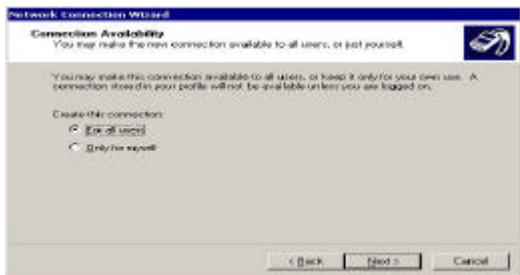 Network Connection Wizard
Connection Availability
You may make the new connection available to all users, or just yourself.
You may make this connection available to all users, or keep it only for your own use. A
connection stored in your profile will not be available unless you are logged on.
Create this connection:
For all users
Only for myself
< Back
Next >
Cancel